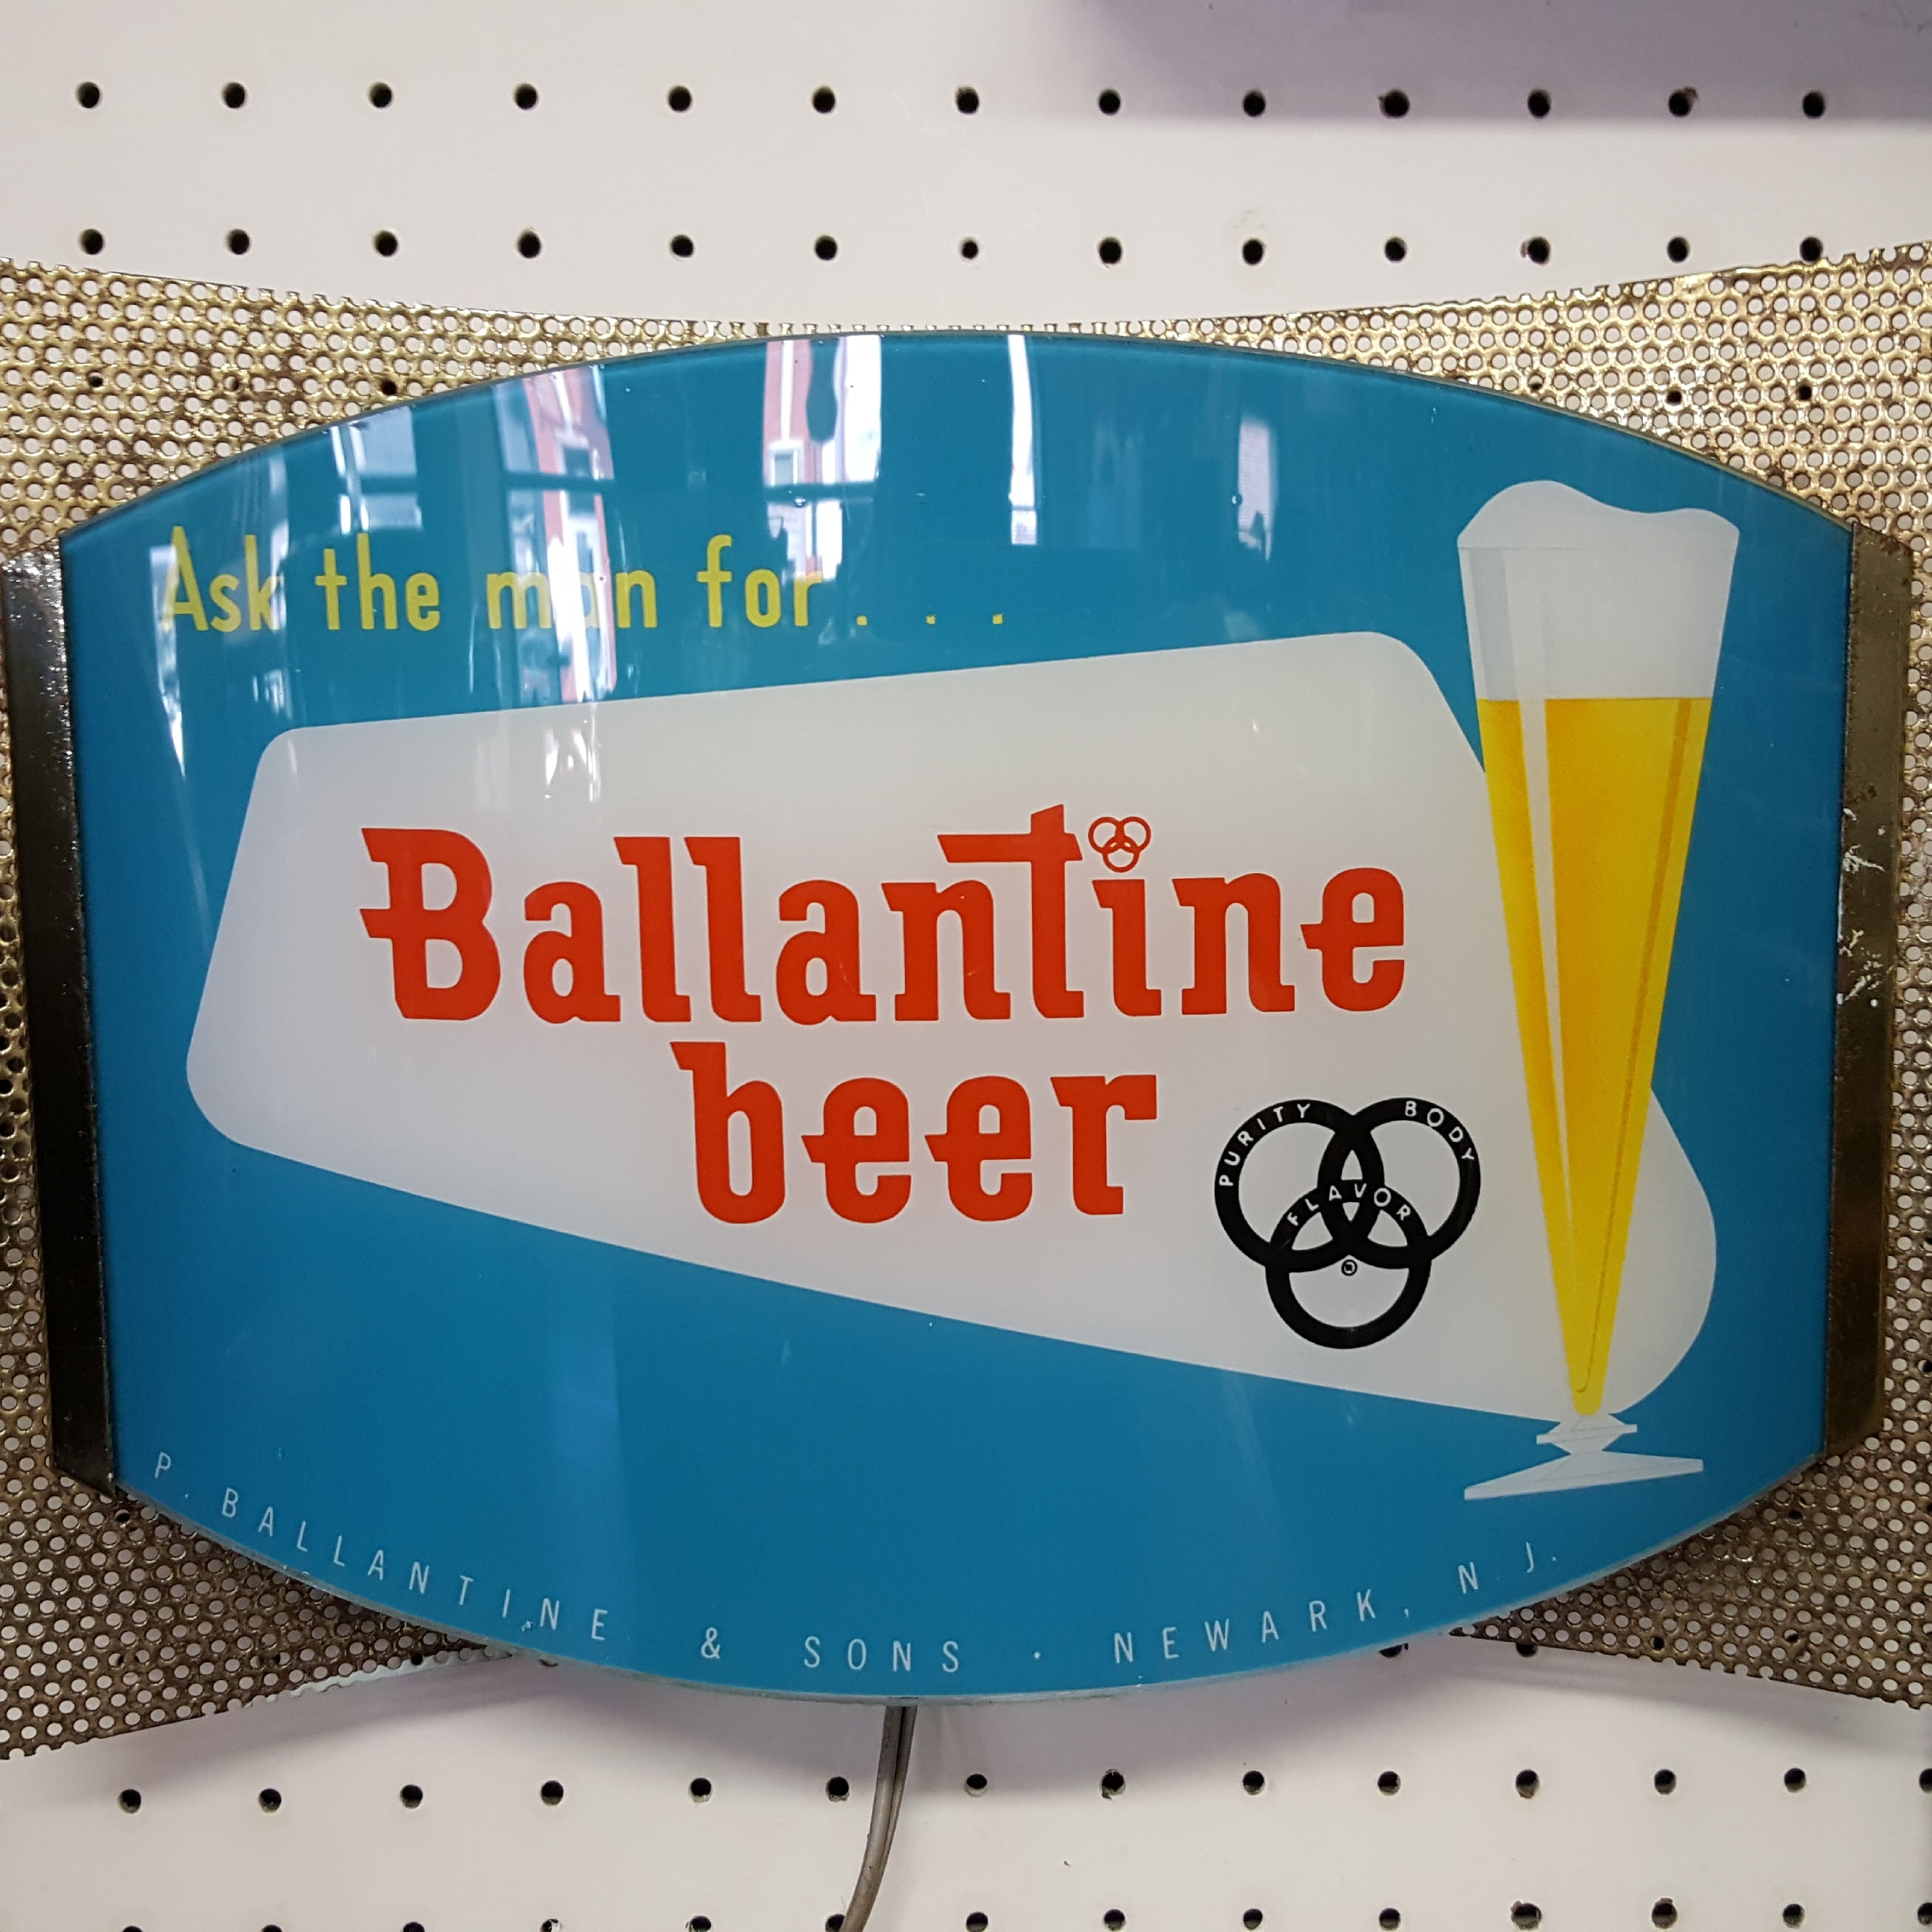 Ask the man for...
Ballantine
beer
PURITY BODY
FLAVOR
®
P. BALLANTINE & SONS · NEWARK, N.J.